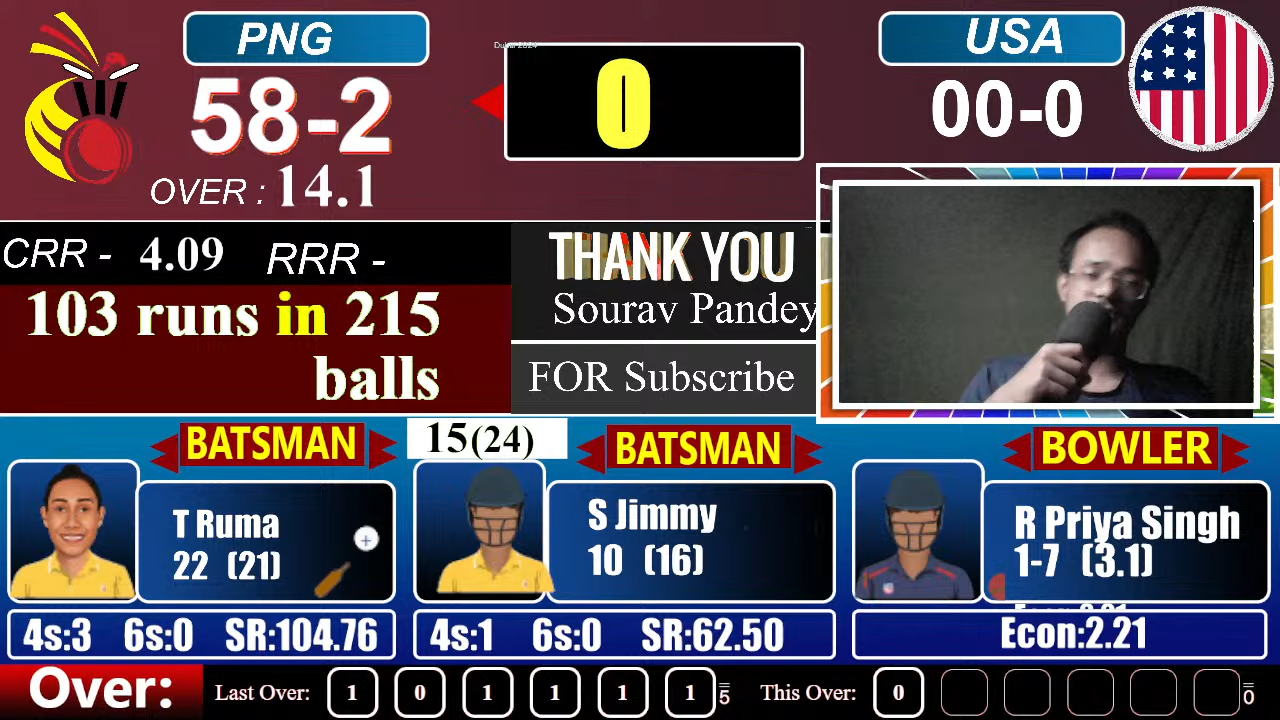 PNG
58-2
OVER : 14.1
Dubai 2024
0
USA
00-0
CRR - 4.09 RRR -
103 runs in 215
balls
THANK YOU
Sourav Pandey
FOR Subscribe
BATSMAN
15(24)
BATSMAN
BOWLER
T Ruma
22 (21)
S Jimmy
10 (16)
R Priya Singh
1-7 (3.1)
4s:3 6s:0 SR:104.76
4s:1 6s:0 SR:62.50
Econ:2.21
Over: Last Over: 1 0 1 1 1 1 =5 This Over: 0 =0